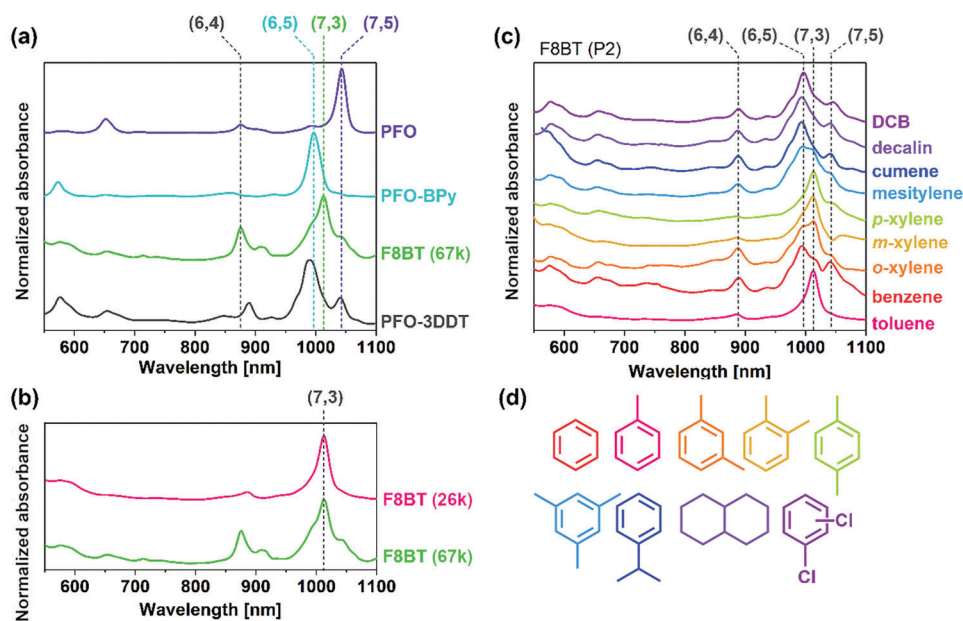 (a)
(6,4) (6,5) (7,3) (7,5)
Normalized absorbance
PFO
PFO-BPy
F8BT (67k)
PFO-3DDT
550 600 700 800 900 1000 1100
Wavelength [nm]
(b)
(7,3)
Normalized absorbance
F8BT (26k)
F8BT (67k)
550 600 700 800 900 1000 1100
Wavelength [nm]
(c)
(6,4) (6,5) (7,3) (7,5)
F8BT (P2)
Normalized absorbance
DCB
decalin
cumene
mesitylene
p-xylene
m-xylene
o-xylene
benzene
toluene
600 700 800 900 1000 1100
Wavelength [nm]
(d)
Cl
Cl